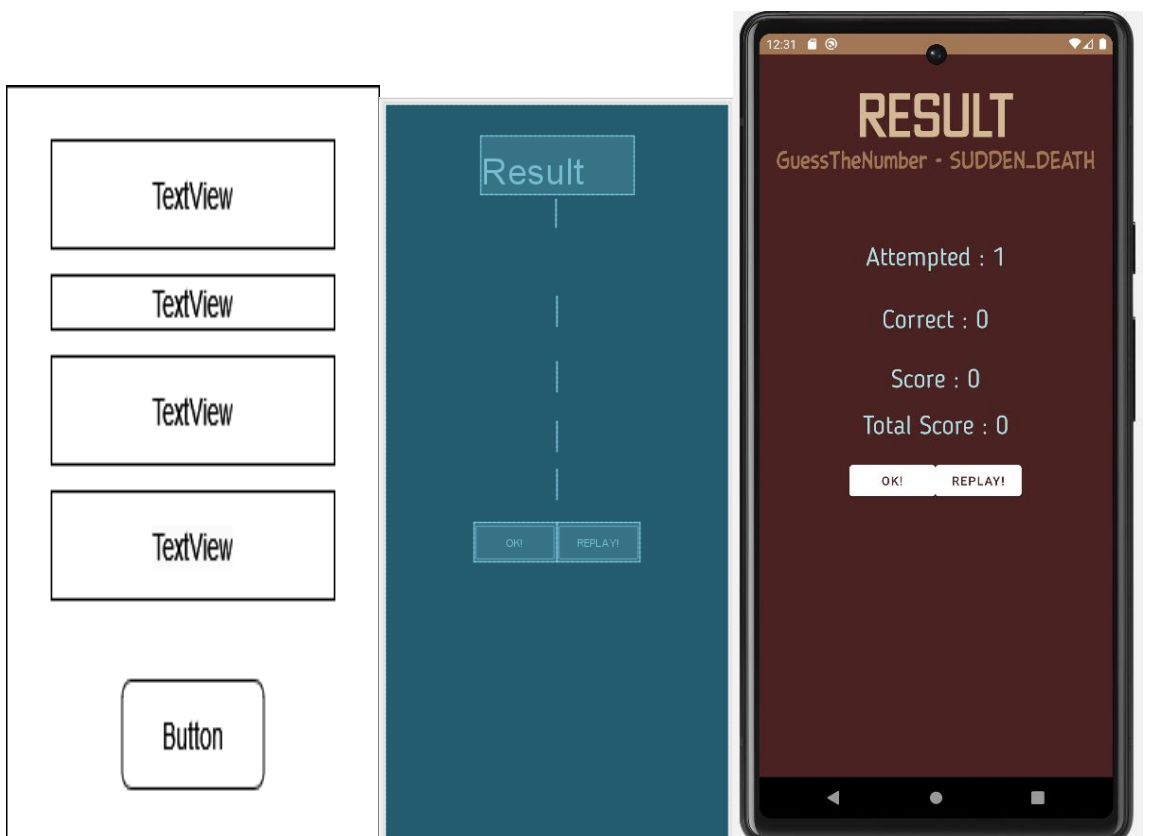 TextView
TextView
TextView
TextView
Button
Result
OK!
REPLAY!
12:31
RESULT
GuessTheNumber - SUDDEN_DEATH
Attempted : 1
Correct : 0
Score : 0
Total Score : 0
OK!
REPLAY!